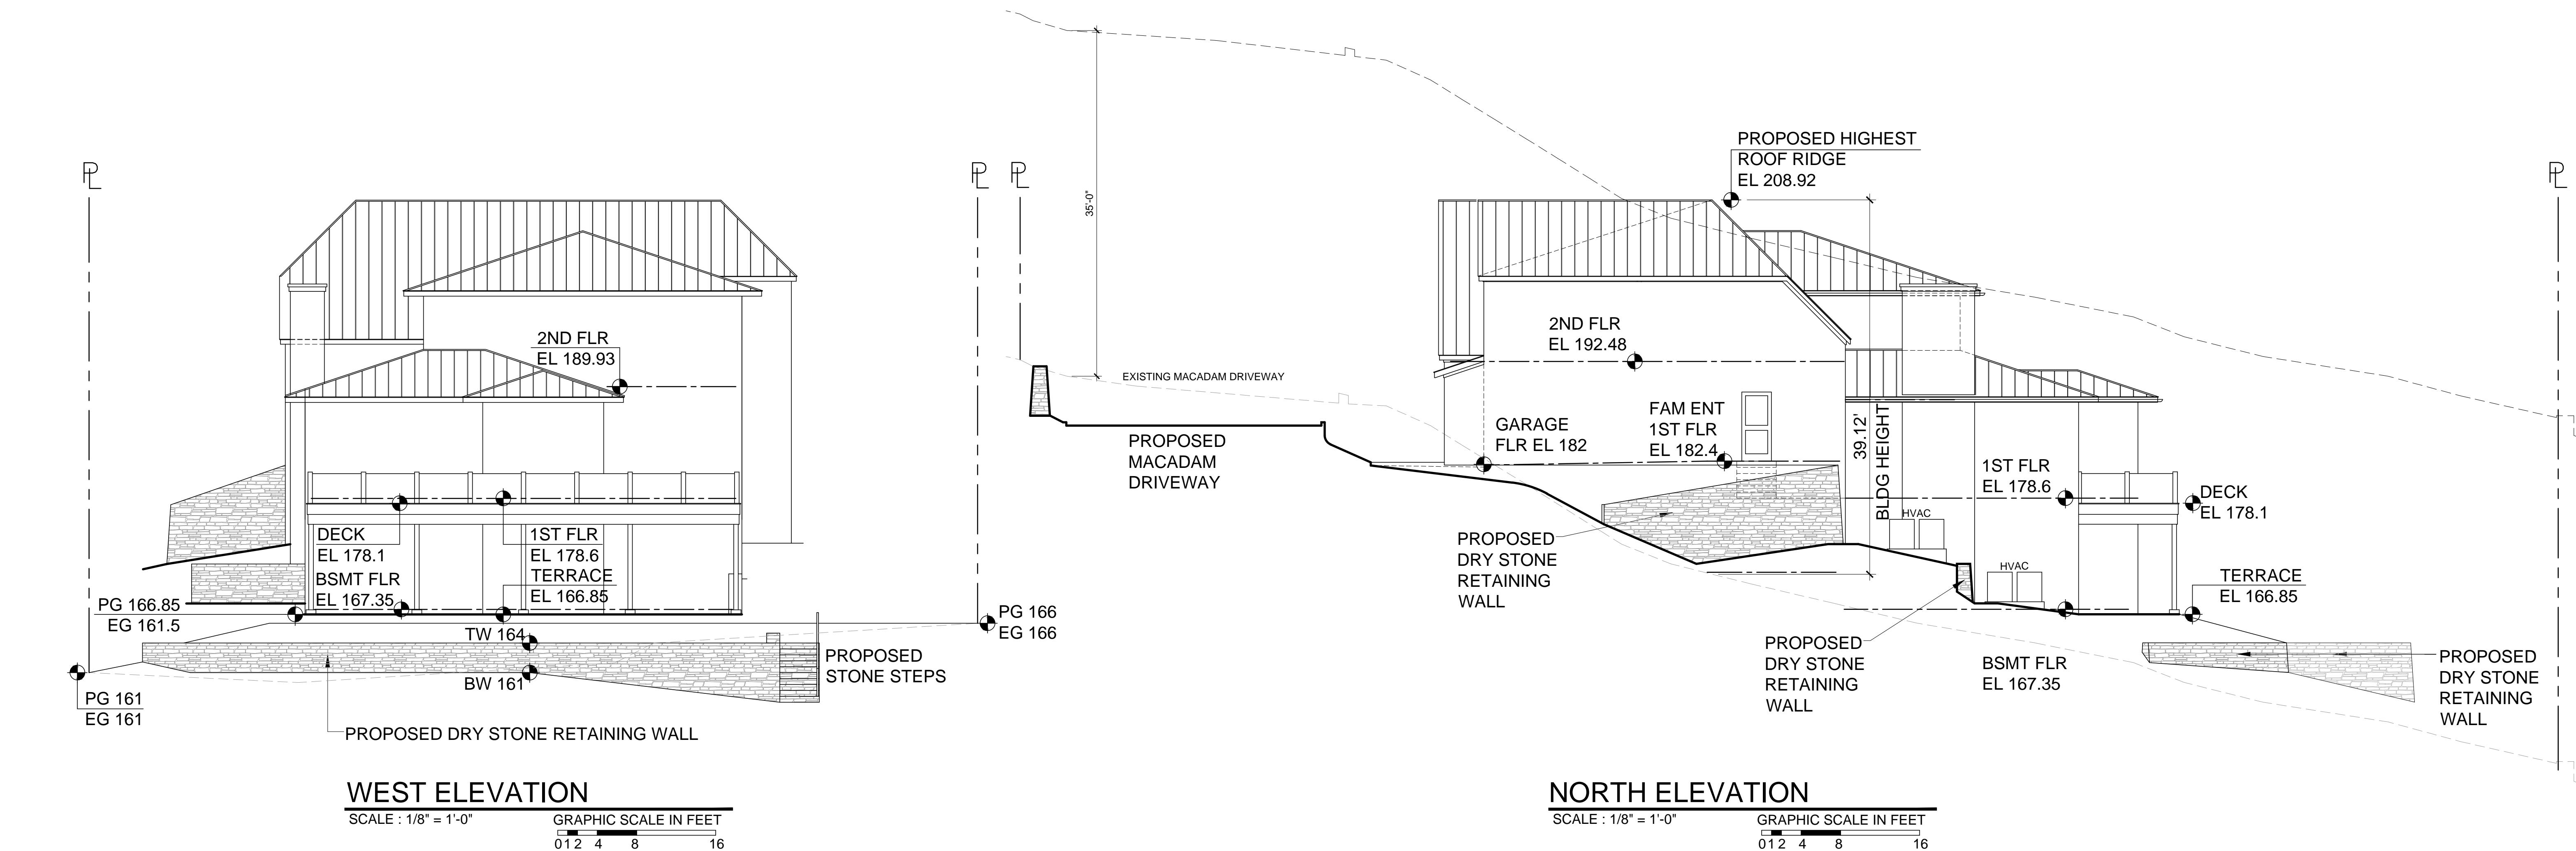 PL
PL
PL
PL
35'-0"
PROPOSED HIGHEST
ROOF RIDGE
EL 208.92
2ND FLR
EL 189.93
DECK
EL 178.1
BSMT FLR
EL 167.35
1ST FLR
EL 178.6
TERRACE
EL 166.85
PG 166.85
EG 161.5
TW 164
BW 161
PG 161
EG 161
PG 166
EG 166
PROPOSED
STONE STEPS
PROPOSED DRY STONE RETAINING WALL
WEST ELEVATION
SCALE : 1/8" = 1'-0"
GRAPHIC SCALE IN FEET
0 1 2 4 8 16
EXISTING MACADAM DRIVEWAY
PROPOSED
MACADAM
DRIVEWAY
2ND FLR
EL 192.48
GARAGE
FLR EL 182
FAM ENT
1ST FLR
EL 182.4
39.12'
BLDG HEIGHT
1ST FLR
EL 178.6
DECK
EL 178.1
HVAC
HVAC
PROPOSED
DRY STONE
RETAINING
WALL
TERRACE
EL 166.85
PROPOSED
DRY STONE
RETAINING
WALL
BSMT FLR
EL 167.35
PROPOSED
DRY STONE
RETAINING
WALL
NORTH ELEVATION
SCALE : 1/8" = 1'-0"
GRAPHIC SCALE IN FEET
0 1 2 4 8 16